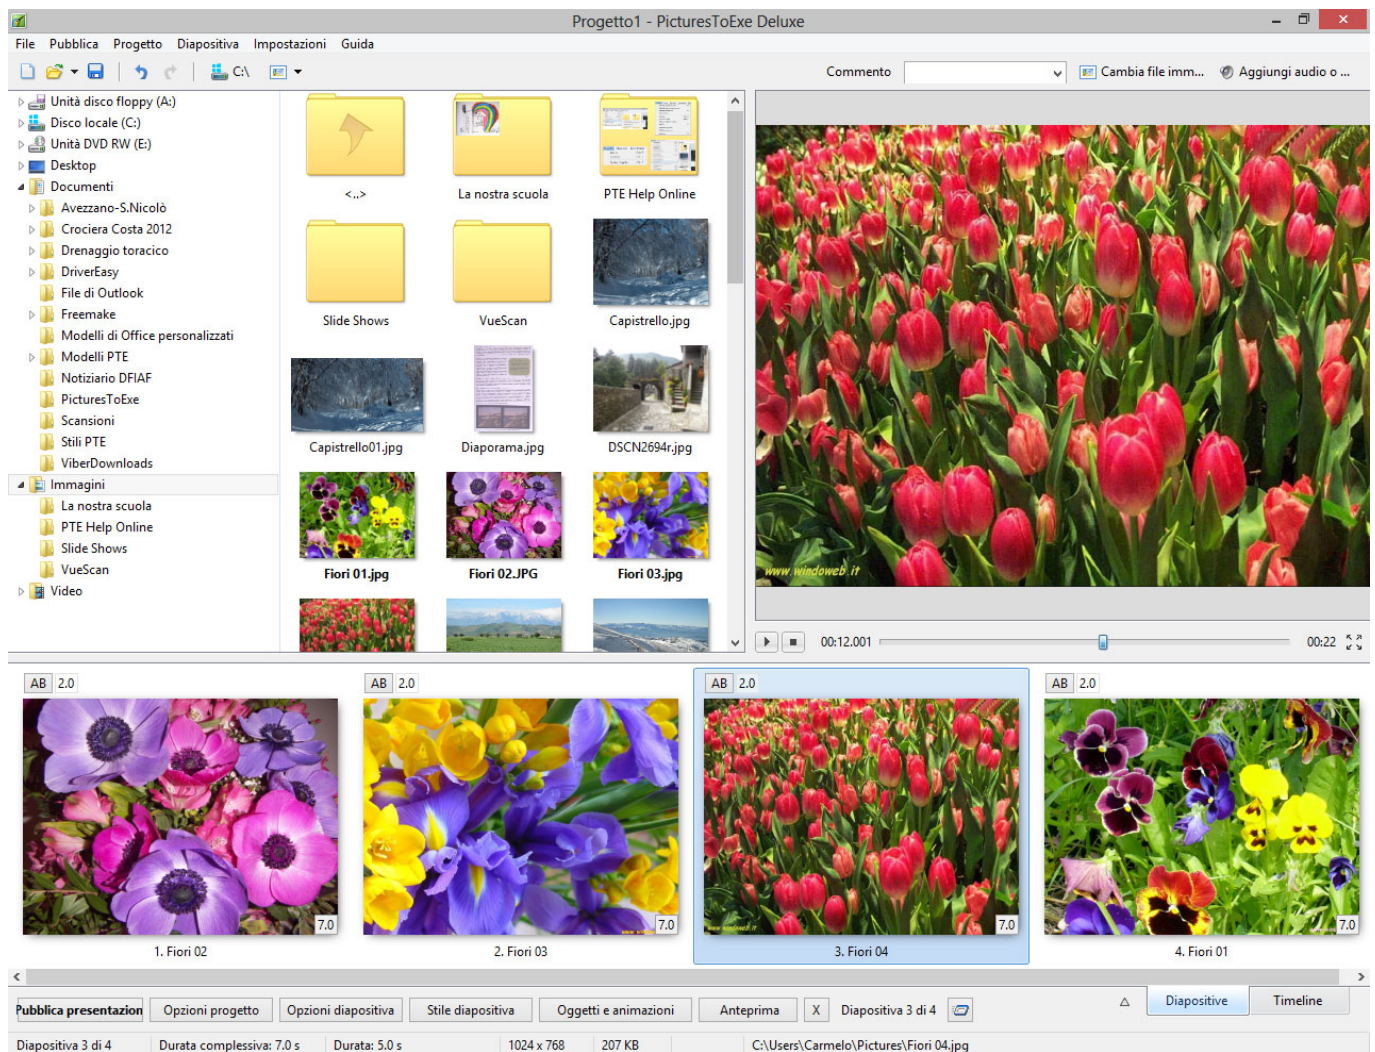 Progetto1 - PicturesToExe Deluxe
File Pubblica Progetto Diapositiva Impostazioni Guida
C:\ Commento Cambia file imm... Aggiungi audio o ...
Unità disco floppy (A:)
Disco locale (C:)
Unità DVD RW (E:)
Desktop
Documenti
Avezzano-S.Nicolò
Crociera Costa 2012
Drenaggio toracico
DriverEasy
File di Outlook
Freemake
Modelli di Office personalizzati
Modelli PTE
Notiziario DFIAF
PicturesToExe
Scansioni
Stili PTE
ViberDownloads
Immagini
La nostra scuola
PTE Help Online
Slide Shows
VueScan
Video
<..> La nostra scuola PTE Help Online
Slide Shows VueScan Capistrello.jpg
Capistrello01.jpg Diaporama.jpg DSCN2694r.jpg
Fiori 01.jpg Fiori 02.JPG Fiori 03.jpg
www.windoweb.it
00:12.001 00:22
AB 2.0 AB 2.0 AB 2.0 AB 2.0
7.0 7.0 7.0 7.0
1. Fiori 02 2. Fiori 03 3. Fiori 04 4. Fiori 01
Pubblica presentazion Opzioni progetto Opzioni diapositiva Stile diapositiva Oggetti e animazioni Anteprima X Diapositiva 3 di 4 Diapositive Timeline
Diapositiva 3 di 4 Durata complessiva: 7.0 s Durata: 5.0 s 1024 x 768 207 KB C:\Users\Carmelo\Pictures\Fiori 04.jpg